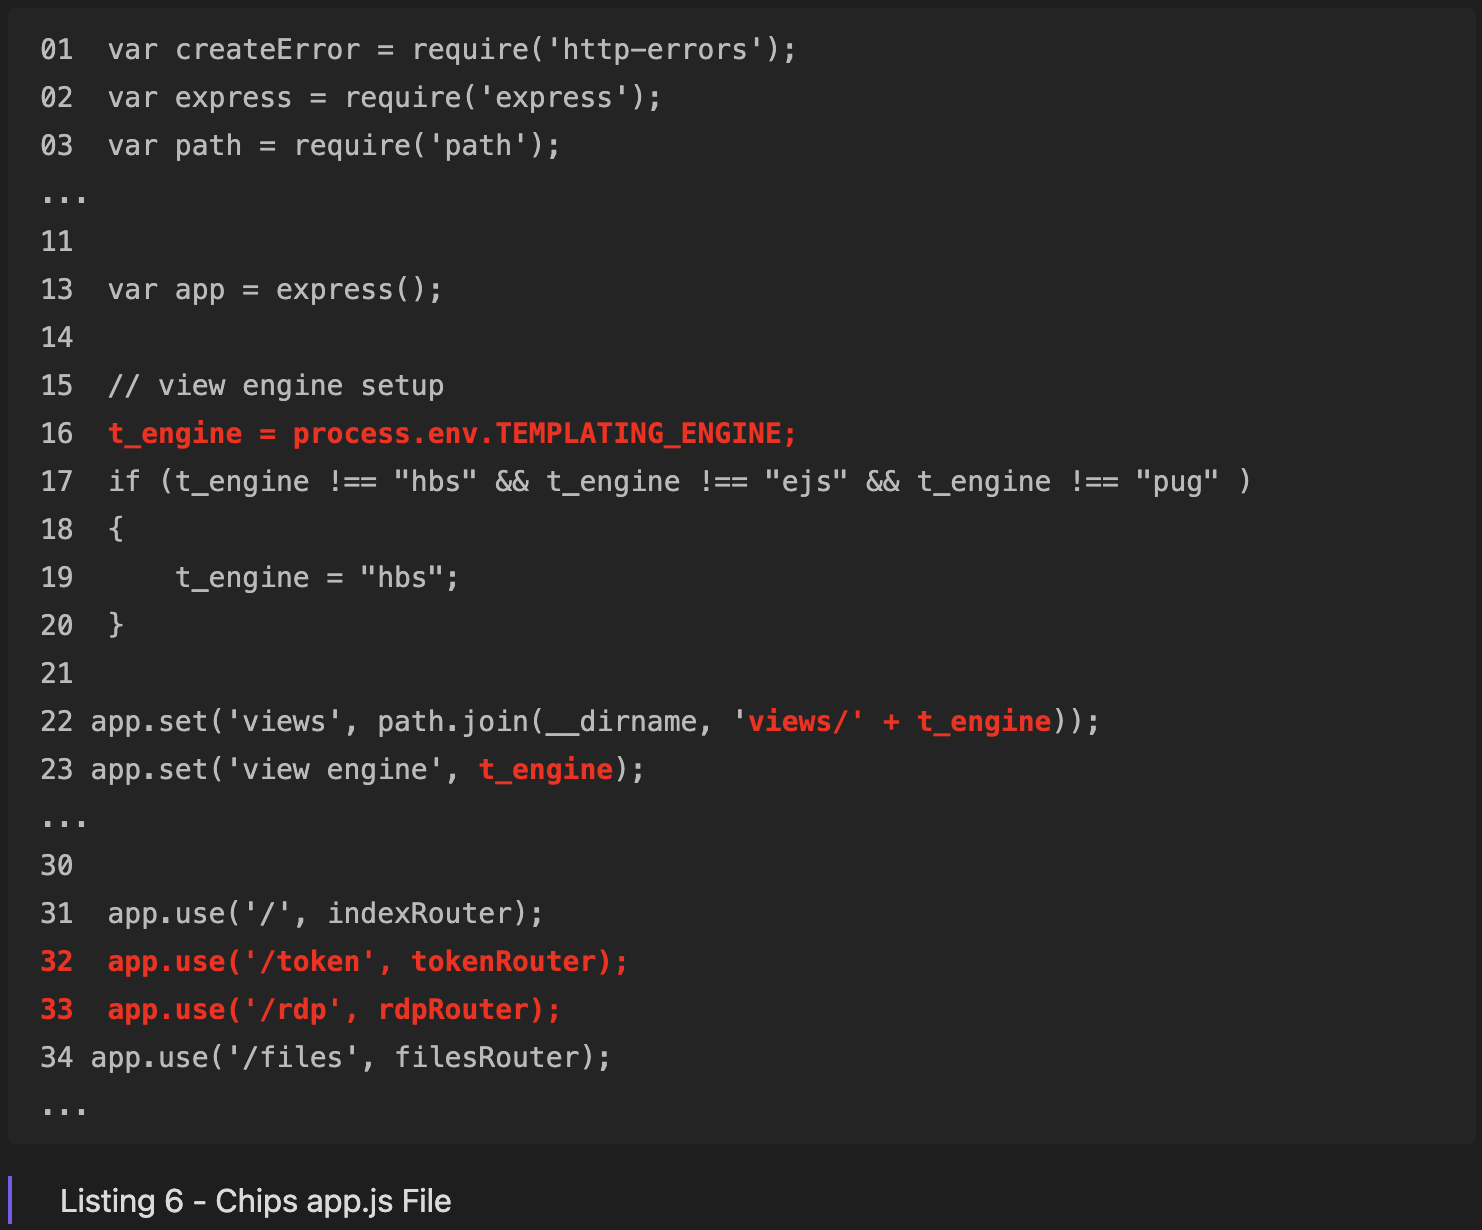 01  var createError = require('http-errors');
02  var express = require('express');
03  var path = require('path');
...
11
13  var app = express();
14
15  // view engine setup
16  t_engine = process.env.TEMPLATING_ENGINE;
17  if (t_engine !== "hbs" && t_engine !== "ejs" && t_engine !== "pug" )
18  {
19      t_engine = "hbs";
20  }
21
22 app.set('views', path.join(__dirname, 'views/' + t_engine));
23 app.set('view engine', t_engine);
...
30
31  app.use('/', indexRouter);
32  app.use('/token', tokenRouter);
33  app.use('/rdp', rdpRouter);
34 app.use('/files', filesRouter);
...
Listing 6 - Chips app.js File